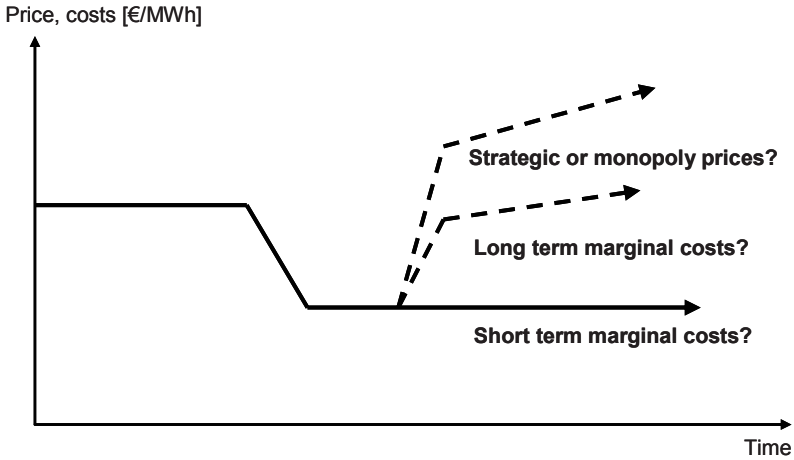 Price, costs [€/MWh]
Strategic or monopoly prices?
Long term marginal costs?
Short term marginal costs?
Time